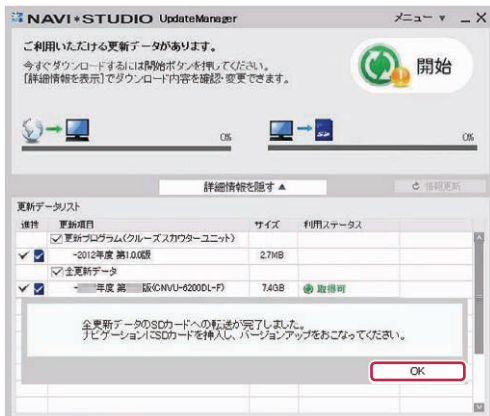 NAVI*STUDIO UpdateManager
メニュー ▼ _ ×
ご利用いただける更新データがあります。
今すぐダウンロードするには開始ボタンを押してください。
[詳細情報を表示]でダウンロード内容を確認・変更できます。
開始
0%
0%
詳細情報を隠す ▲
情報更新
更新データリスト
進捗 更新項目 サイズ 利用ステータス
更新プログラム(クルーズスカウターユニット)
-2012年度 第1.0.0版 2.7MB
全更新データ
- 年度 第 版(CNVU-6200DL-F) 7.4GB 取得可
全更新データのSDカードへの転送が完了しました。
ナビゲーションにSDカードを挿入し、バージョンアップをおこなってください。
OK